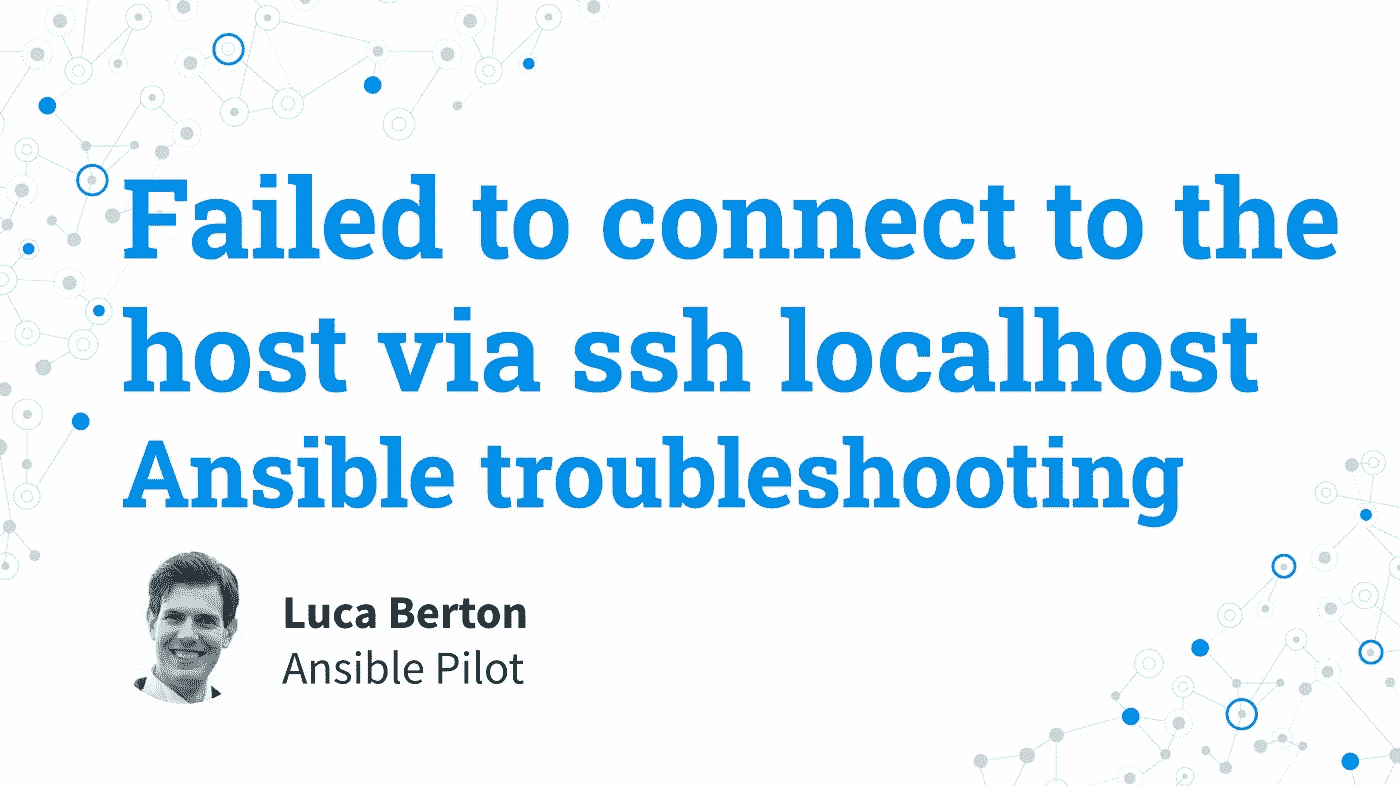 Failed to connect to the
host via ssh localhost
Ansible troubleshooting
Luca Berton
Ansible Pilot